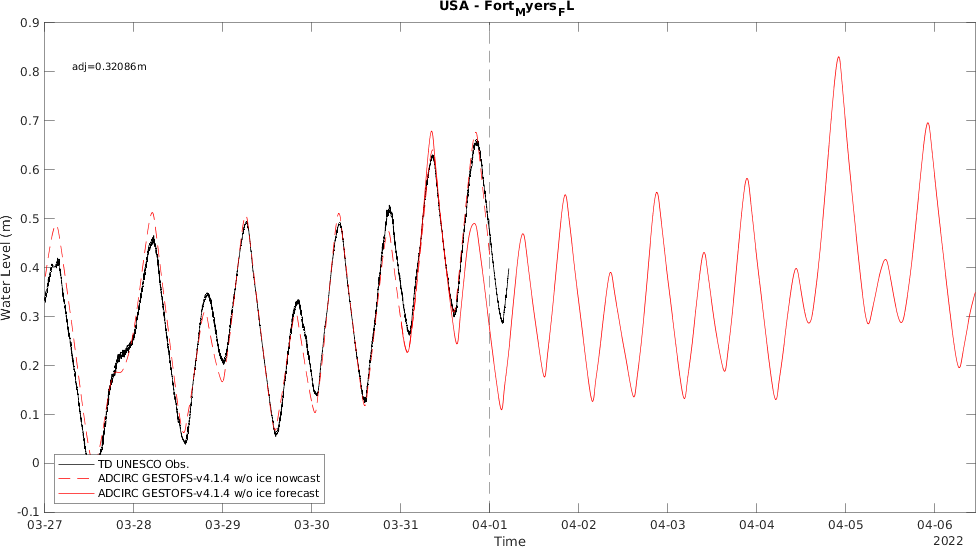 USA - Fort_Myers_FL
adj=0.32086m
0.9
0.8
0.7
0.6
0.5
0.4
0.3
0.2
0.1
0
-0.1
Water Level (m)
TD UNESCO Obs.
ADCIRC GESTOFS-v4.1.4 w/o ice nowcast
ADCIRC GESTOFS-v4.1.4 w/o ice forecast
03-27 03-28 03-29 03-30 03-31 04-01 04-02 04-03 04-04 04-05 04-06
Time 2022